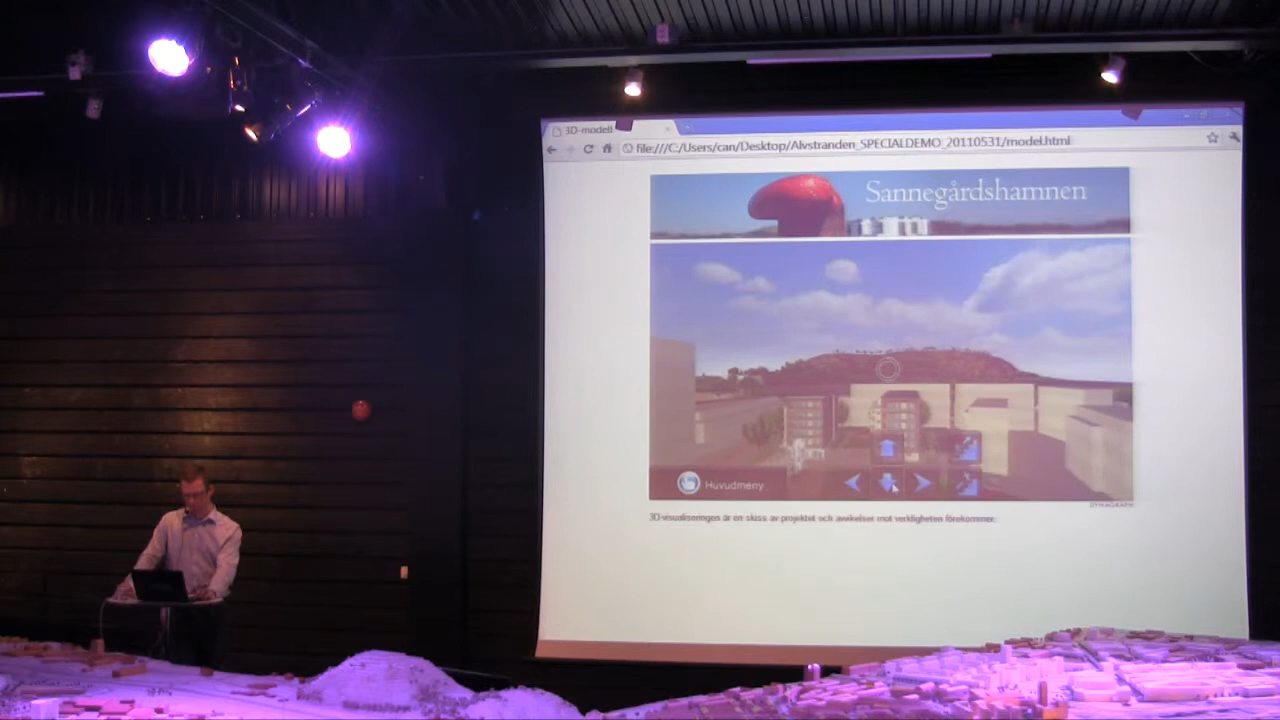 3D-modell
file:///C:/Users/can/Desktop/Alvstranden_SPECIALDEMO_20110531/model.html
Sannegårdshamnen
Huvudmeny
3D-visualiseringen är en skiss av projektet och avvikelser mot verkligheten förekommer.